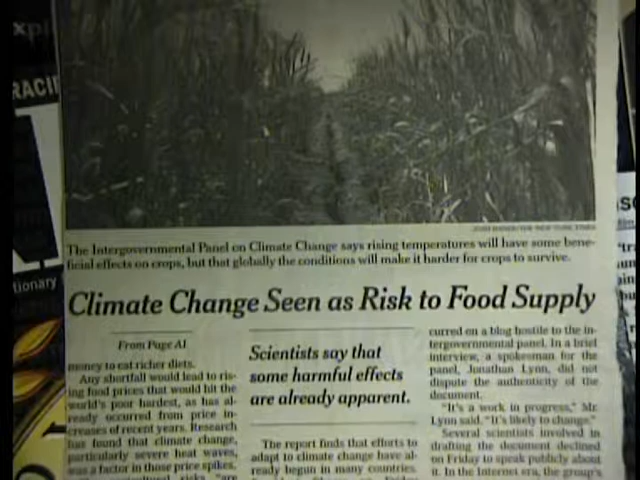 RACI
The Intergovernmental Panel on Climate Change says rising temperatures will have some bene-
ficial effects on crops, but that globally the conditions will make it harder for crops to survive.
Climate Change Seen as Risk to Food Supply
From Page A1
money to eat richer diets.
Any shortfall would lead to ris-
ing food prices that would hit the
world's poor hardest, as has al-
ready occurred from price in-
creases of recent years. Research
has found that climate change,
particularly severe heat waves,
was a factor in those price spikes.
Scientists say that
some harmful effects
are already apparent.
The report finds that efforts to
adapt to climate change have al-
ready begun in many countries.
curred on a blog hostile to the in-
tergovernmental panel. In a brief
interview, a spokesman for the
panel, Jonathan Lynn, did not
dispute the authenticity of the
document.
"It's a work in progress," Mr.
Lynn said. "It's likely to change."
Several scientists involved in
drafting the document declined
on Friday to speak publicly about
it. In the Internet era, the group's
tionary